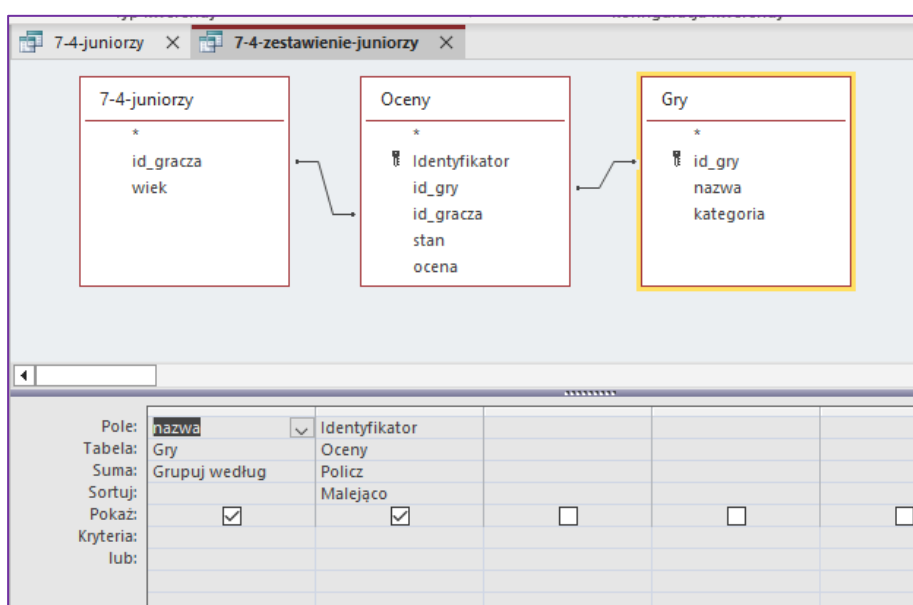 7-4-juniorzy
7-4-zestawienie-juniorzy
7-4-juniorzy
*
id_gracza
wiek
Oceny
*
Identyfikator
id_gry
id_gracza
stan
ocena
Gry
*
id_gry
nazwa
kategoria
Pole: nazwa Identyfikator
Tabela: Gry Oceny
Suma: Grupuj według Policz
Sortuj: Malejąco
Pokaż:
Kryteria:
lub: